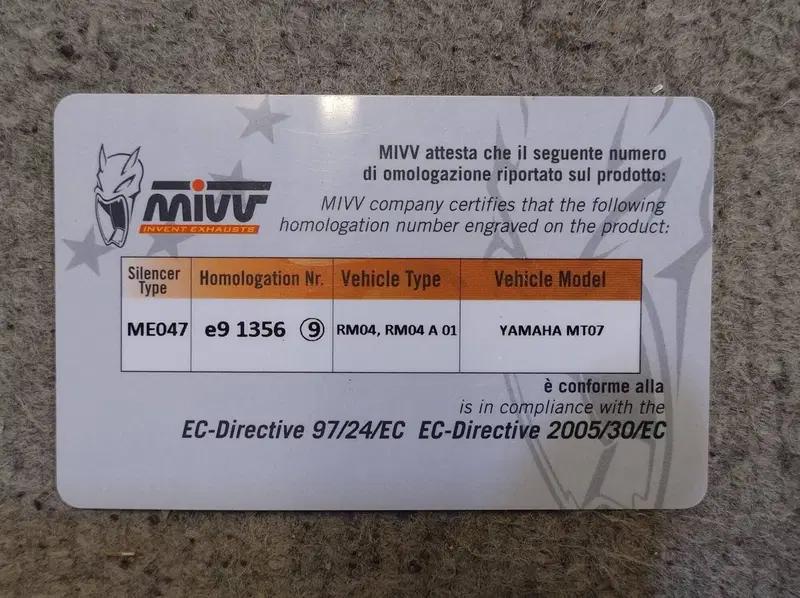 MIVV attesta che il seguente numero
di omologazione riportato sul prodotto:
mivv
INVENT EXHAUSTS
MIVV company certifies that the following
homologation number engraved on the product:
Silencer Type Homologation Nr. Vehicle Type Vehicle Model
ME047 e9 1356 ⑨ RM04, RM04 A 01 YAMAHA MT07
è conforme alla
is in compliance with the
EC-Directive 97/24/EC EC-Directive 2005/30/EC